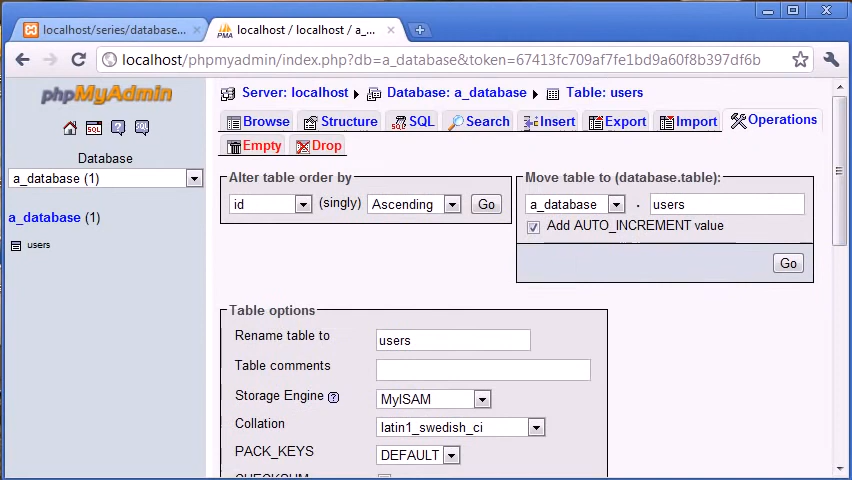 localhost/series/database...
localhost / localhost / a_...
localhost/phpmyadmin/index.php?db=a_database&token=67413fc709af7fe1bd9a60f8b397df6b
phpMyAdmin
Server: localhost Database: a_database Table: users
Browse Structure SQL Search Insert Export Import Operations
Empty Drop
Database
a_database (1)
a_database (1)
users
Alter table order by
id (singly) Ascending Go
Move table to (database.table):
a_database . users
Add AUTO_INCREMENT value
Go
Table options
Rename table to users
Table comments
Storage Engine MyISAM
Collation latin1_swedish_ci
PACK_KEYS DEFAULT